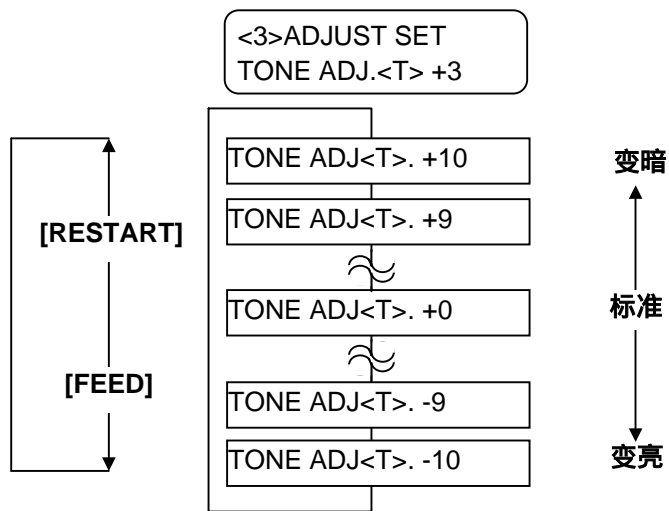 <3>ADJUST SET
TONE ADJ.<T> +3
TONE ADJ<T>. +10
变暗
TONE ADJ<T>. +9
[RESTART]
TONE ADJ<T>. +0
标准
[FEED]
TONE ADJ<T>. -9
TONE ADJ<T>. -10
变亮